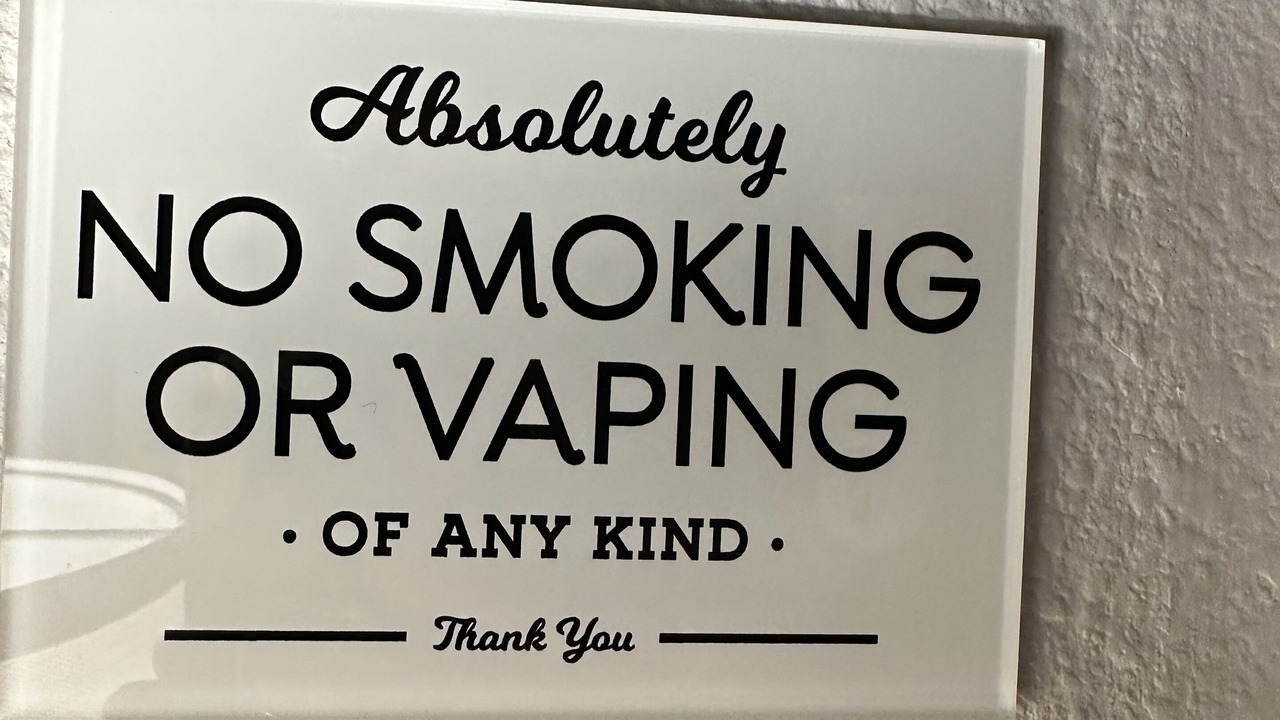 Absolutely
NO SMOKING
OR VAPING
· OF ANY KIND ·
Thank You